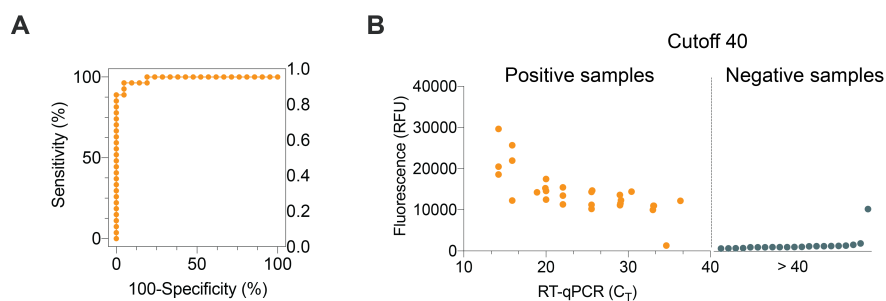 A
B
Cutoff 40
Positive samples
Negative samples
Sensitivity (%)
100
50
0
1.0
0.8
0.6
0.4
0.2
0.0
0
50
100
100-Specificity (%)
Fluorescence (RFU)
40000
30000
20000
10000
0
10
20
30
40
> 40
RT-qPCR (CT)